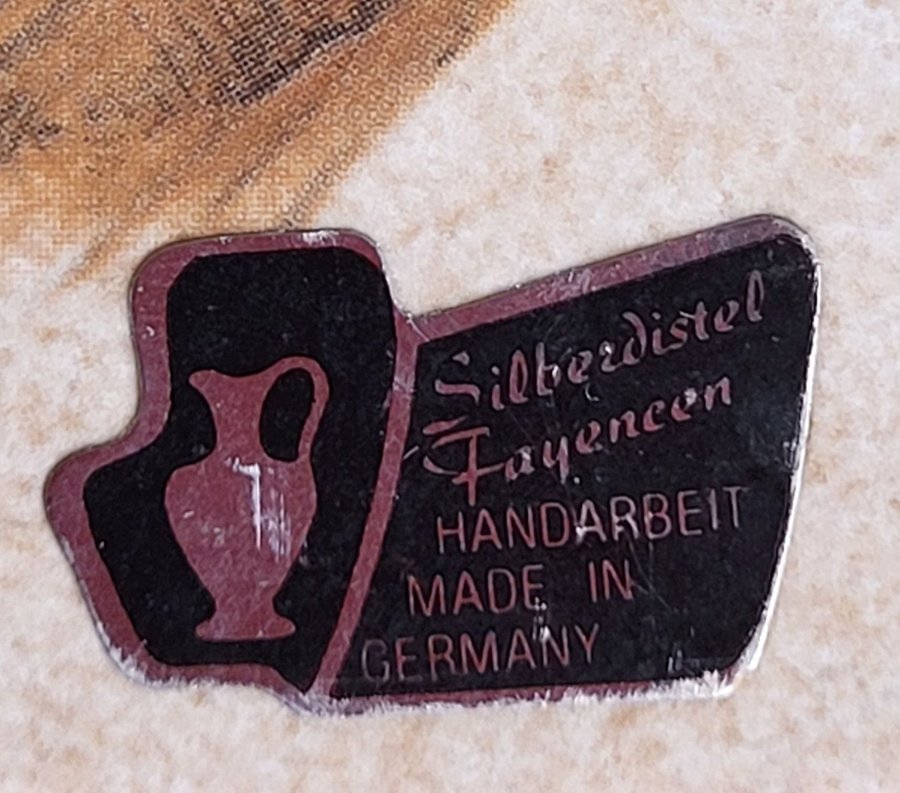 Silberdistel
Fayencen
HANDARBEIT
MADE IN
GERMANY